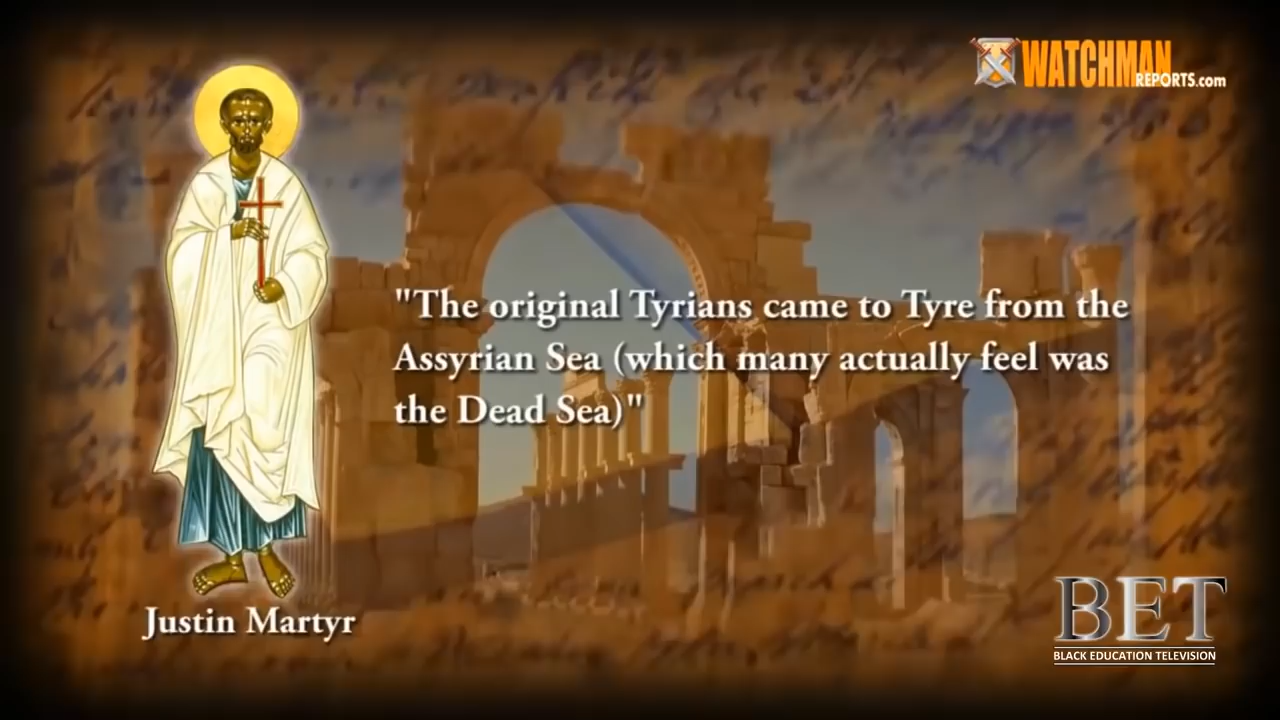 WATCHMAN
REPORTS.com
"The original Tyrians came to Tyre from the
Assyrian Sea (which many actually feel was
the Dead Sea)"
Justin Martyr
BET
BLACK EDUCATION TELEVISION